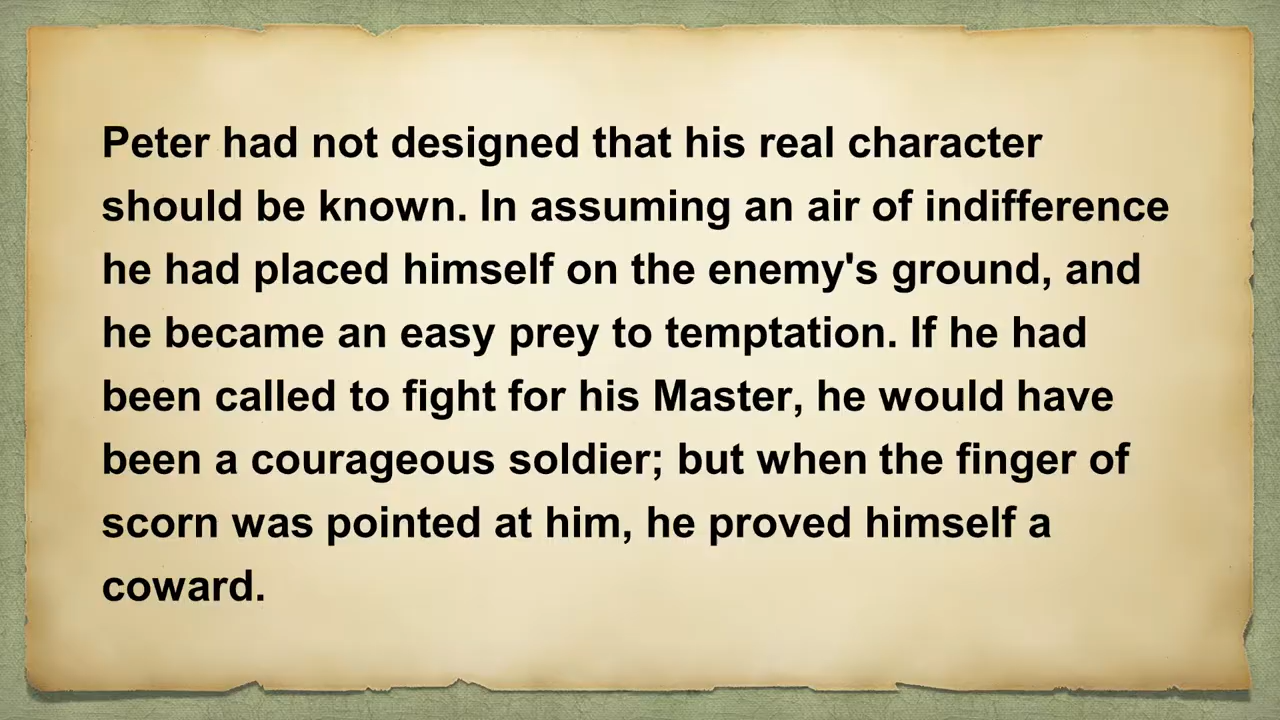 Peter had not designed that his real character
should be known. In assuming an air of indifference
he had placed himself on the enemy's ground, and
he became an easy prey to temptation. If he had
been called to fight for his Master, he would have
been a courageous soldier; but when the finger of
scorn was pointed at him, he proved himself a
coward.